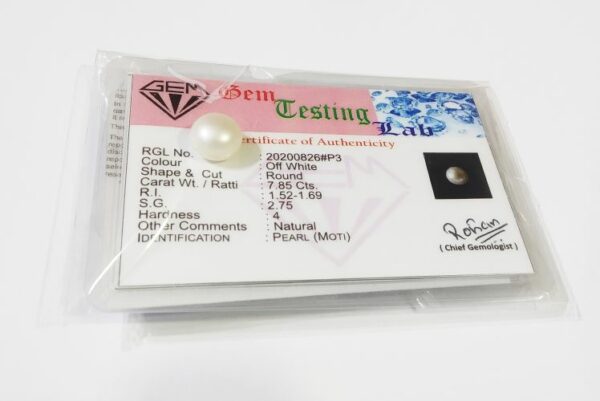 GEM
Gem
Testing
Lab
ertificate of Authenticity
RGL No. : 20200826#P3
Colour : Off White
Shape & Cut : Round
Carat Wt. / Ratti : 7.85 Cts.
R.I. : 1.52-1.69
S.G. : 2.75
Hardness : 4
Other Comments : Natural
IDENTIFICATION : PEARL (MOTI)
Rohan
( Chief Gemologist )